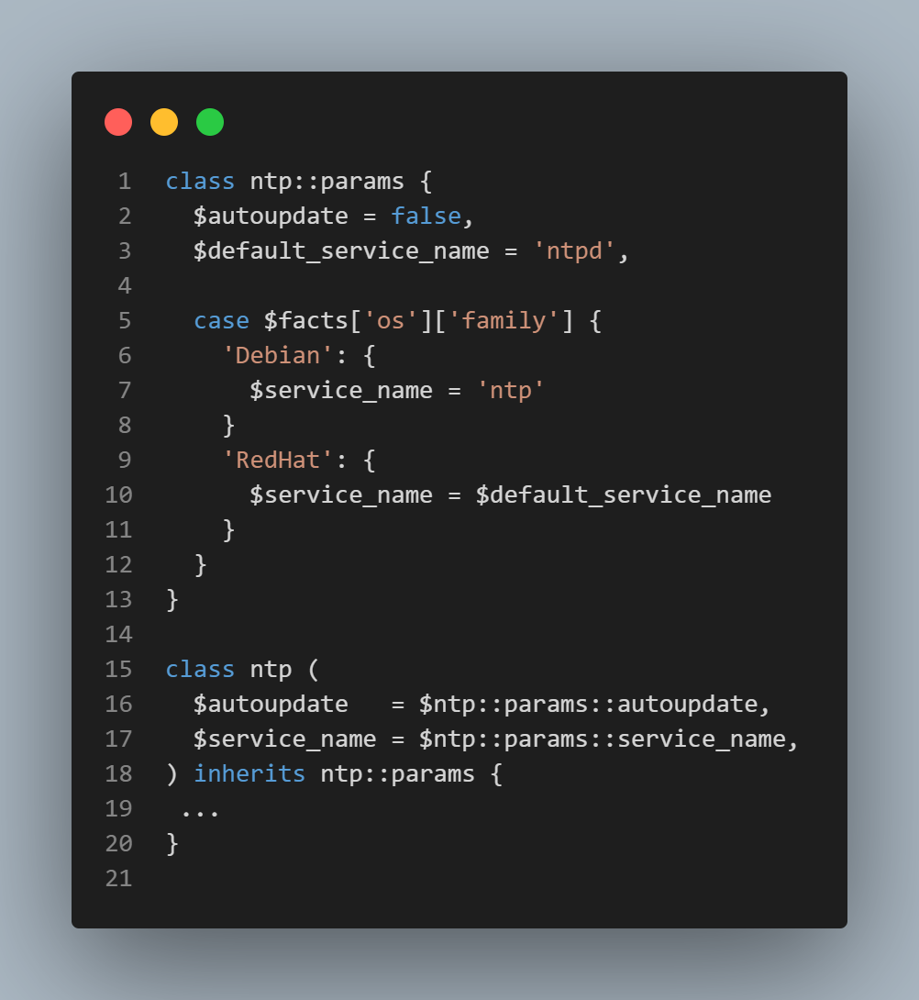 1 class ntp::params {
2   $autoupdate = false,
3   $default_service_name = 'ntpd',
4
5   case $facts['os']['family'] {
6     'Debian': {
7       $service_name = 'ntp'
8     }
9     'RedHat': {
10       $service_name = $default_service_name
11     }
12   }
13 }
14
15 class ntp (
16   $autoupdate   = $ntp::params::autoupdate,
17   $service_name = $ntp::params::service_name,
18 ) inherits ntp::params {
19  ...
20 }
21